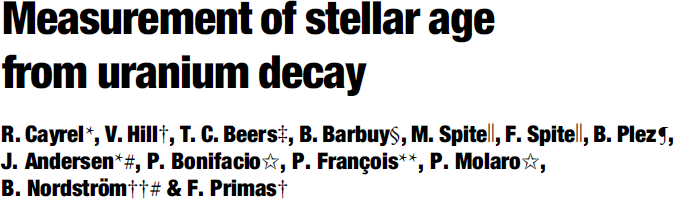 Measurement of stellar age
from uranium decay
R. Cayrel*, V. Hill†, T. C. Beers‡, B. Barbuy§, M. Spite||, F. Spite||, B. Plez¶,
J. Andersen*#, P. Bonifacio☆, P. François**, P. Molaro☆,
B. Nordström††# & F. Primas†